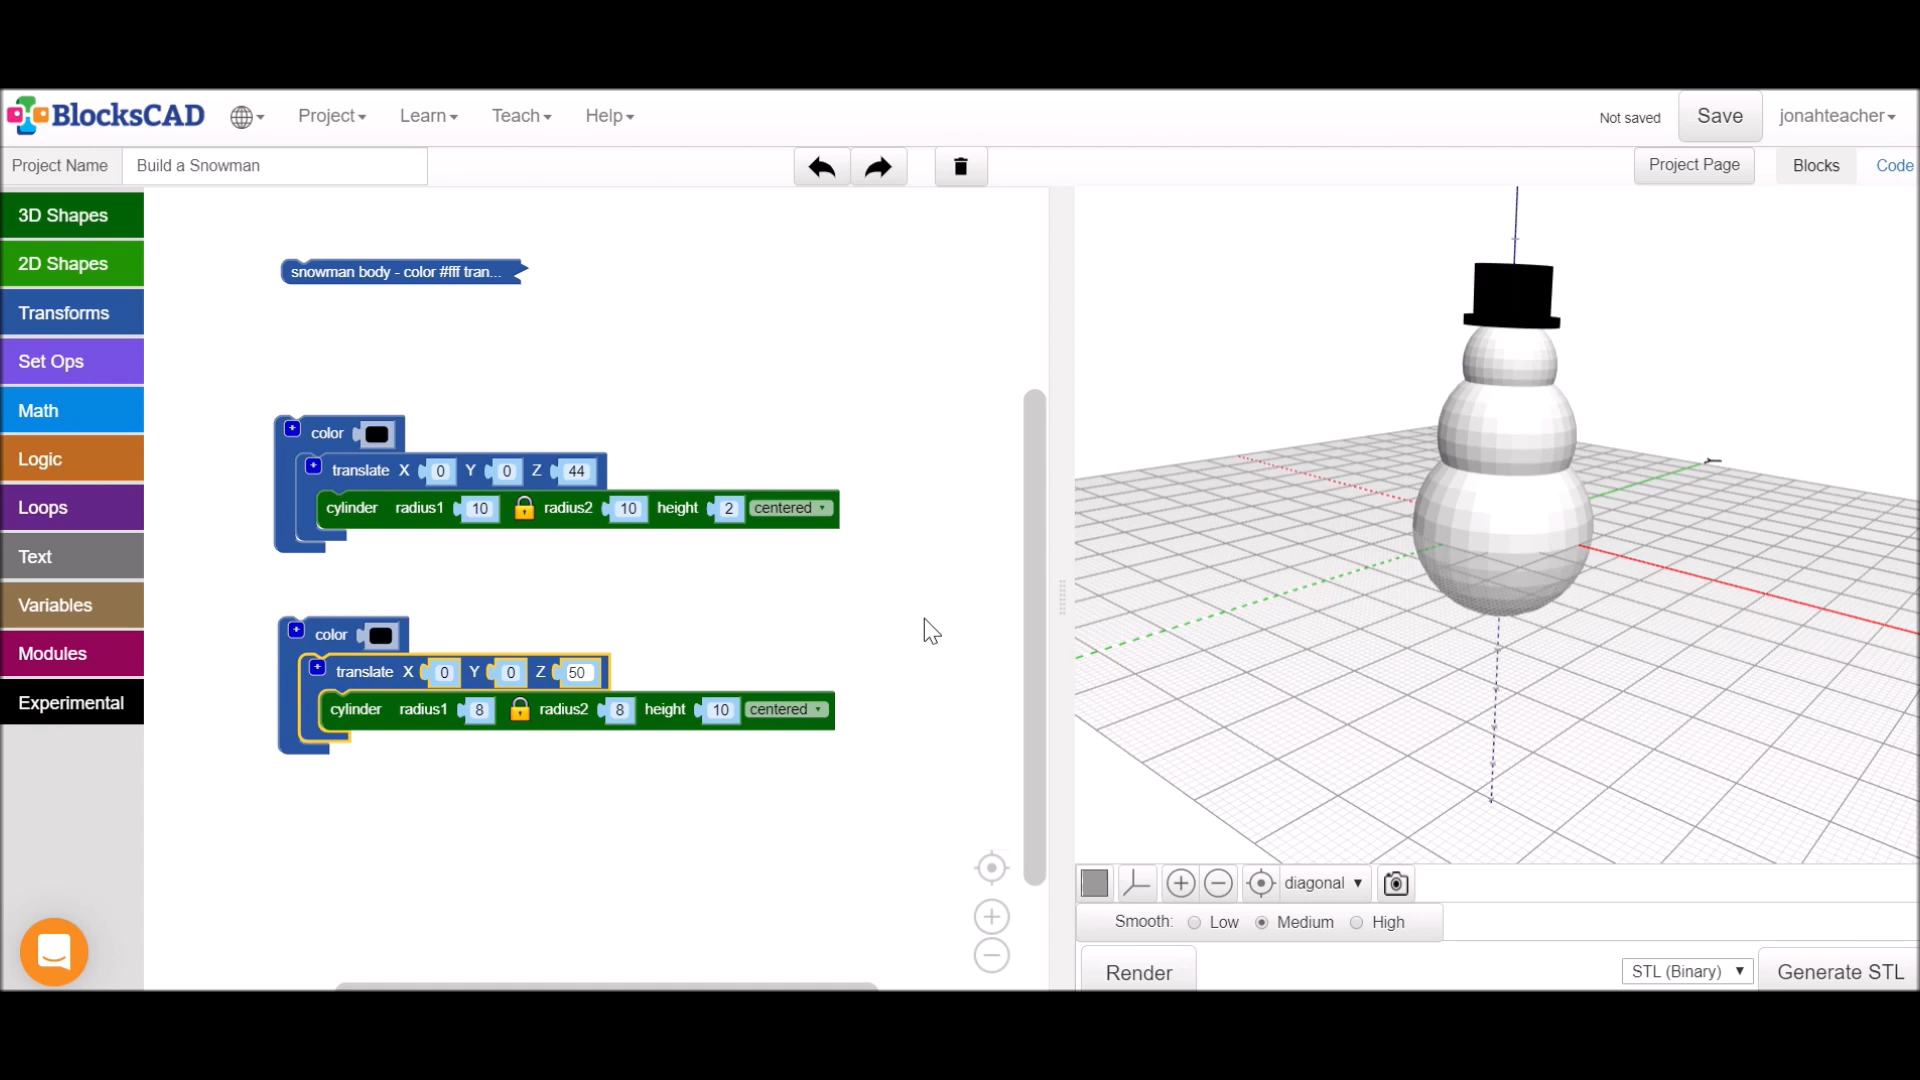 BlocksCAD Project Learn Teach Help Not saved Save jonahteacher
Project Name Build a Snowman Project Page Blocks Code
3D Shapes
2D Shapes
Transforms
Set Ops
Math
Logic
Loops
Text
Variables
Modules
Experimental
snowman body - color #fff tran...
+ color
+ translate X 0 Y 0 Z 44
cylinder radius1 10 radius2 10 height 2 centered
+ color
+ translate X 0 Y 0 Z 50
cylinder radius1 8 radius2 8 height 10 centered
diagonal
Smooth: Low Medium High
Render STL (Binary) Generate STL